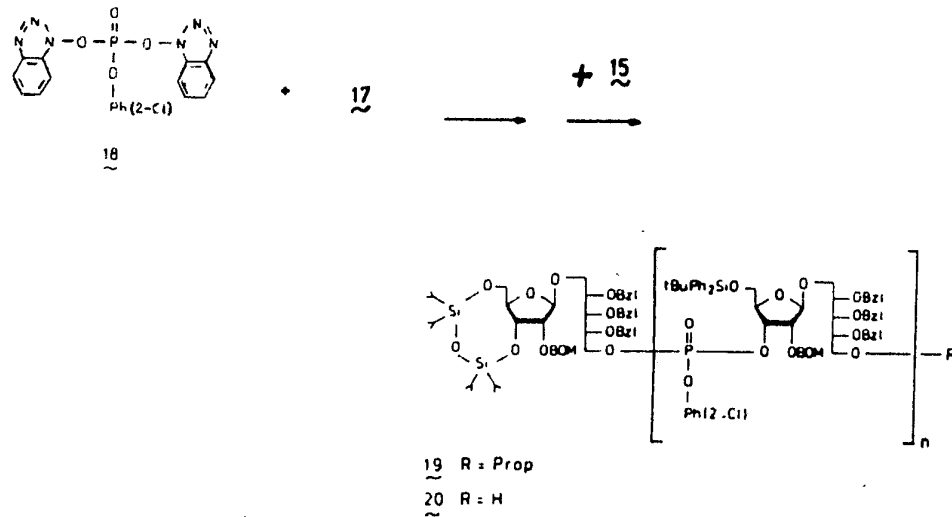 N
N
N
O
O
P
O
O
N
N
N
Ph(2-Cl)
18
+
17
+ 15
O
O
O
Si
O
Si
O
OBOM
OBzl
OBzl
OBzl
O
O
P
O
Ph(2-Cl)
tBuPh2SiO
O
O
O
OBOM
OBzl
OBzl
OBzl
O
R
n
19 R = Prop
20 R = H